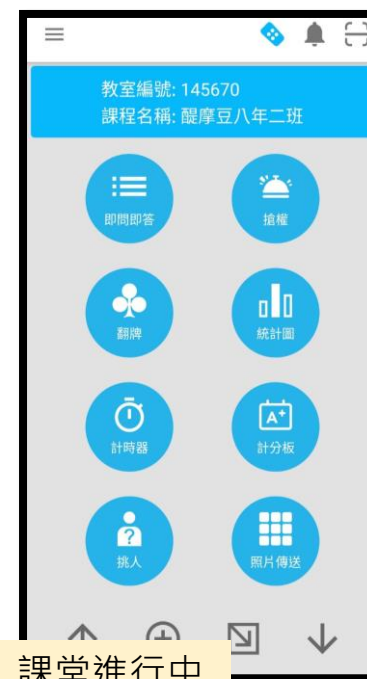 教室編號: 145670
課程名稱: 醍摩豆八年二班
即問即答
搶權
翻牌
統計圖
計時器
A+
計分板
?
挑人
照片傳送
課堂進行中